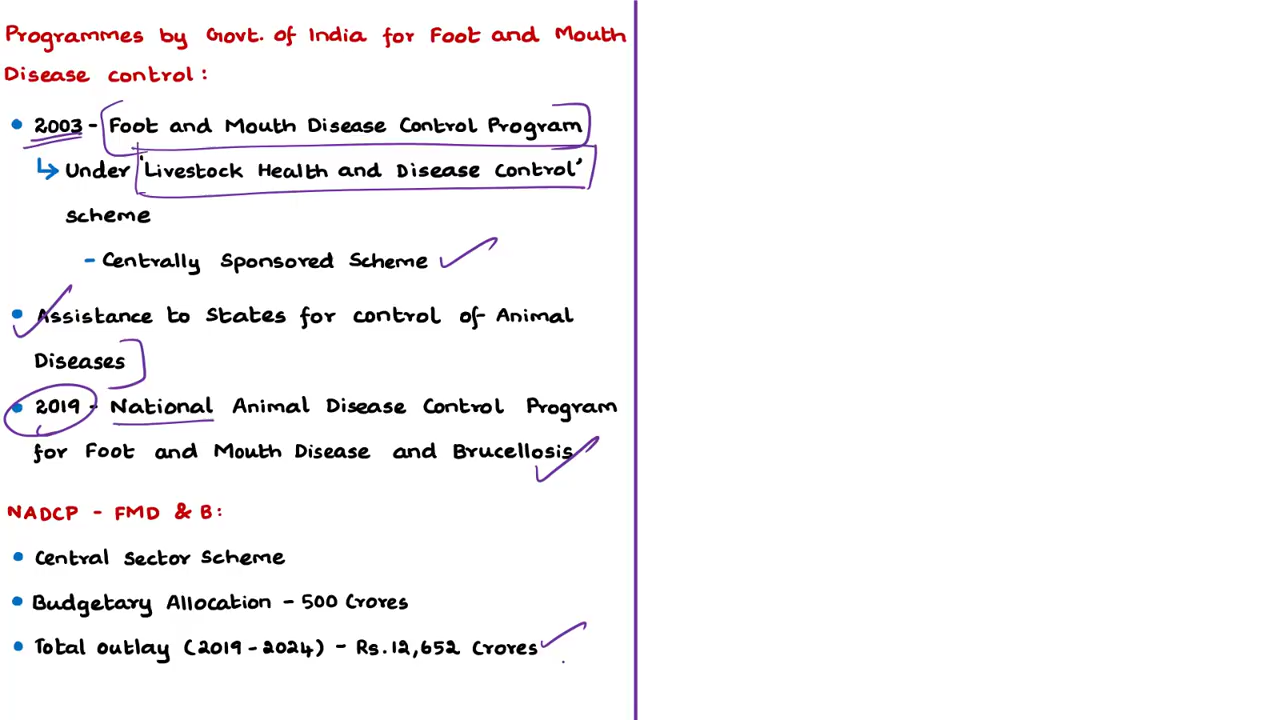 Programmes by Govt. of India for Foot and Mouth
Disease control:
• 2003 - Foot and Mouth Disease Control Program
↳ Under 'Livestock Health and Disease Control'
scheme
- Centrally Sponsored Scheme
• Assistance to States for control of Animal
Diseases
• 2019 - National Animal Disease Control Program
for Foot and Mouth Disease and Brucellosis
NADCP - FMD & B:
• Central Sector Scheme
• Budgetary Allocation - 500 Crores
• Total outlay (2019-2024) - Rs.12,652 Crores